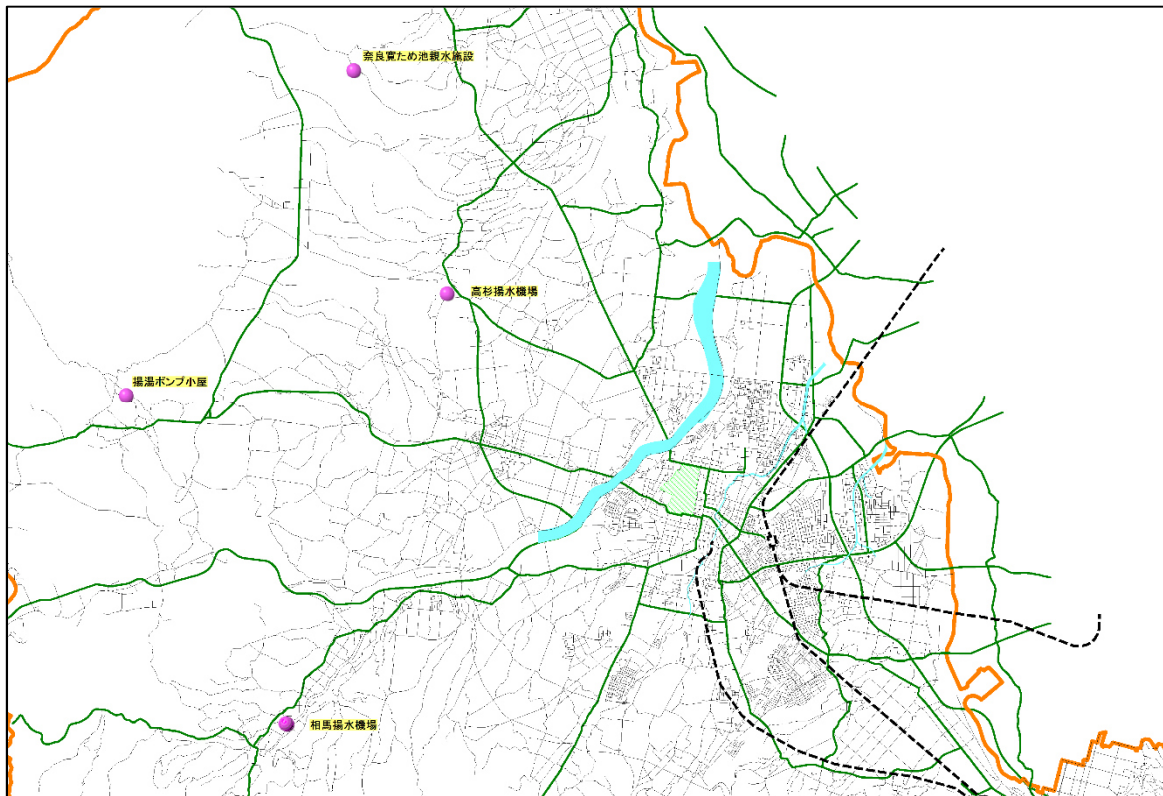 奈良寛ため池親水施設
高杉揚水機場
揚湯ポンプ小屋
相馬揚水機場